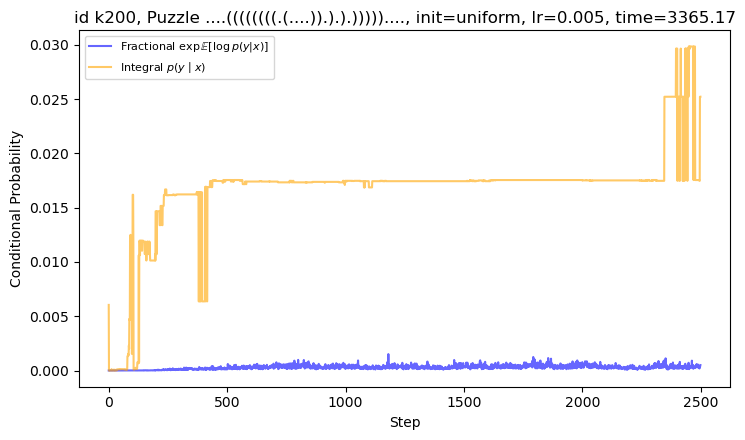 id k200, Puzzle ....((((((((.(....)).).).)))))...., init=uniform, lr=0.005, time=3365.17
Fractional exp𝔼[log p(y|x)]
Integral p(y | x)
Conditional Probability
0.030
0.025
0.020
0.015
0.010
0.005
0.000
0 500 1000 1500 2000 2500
Step